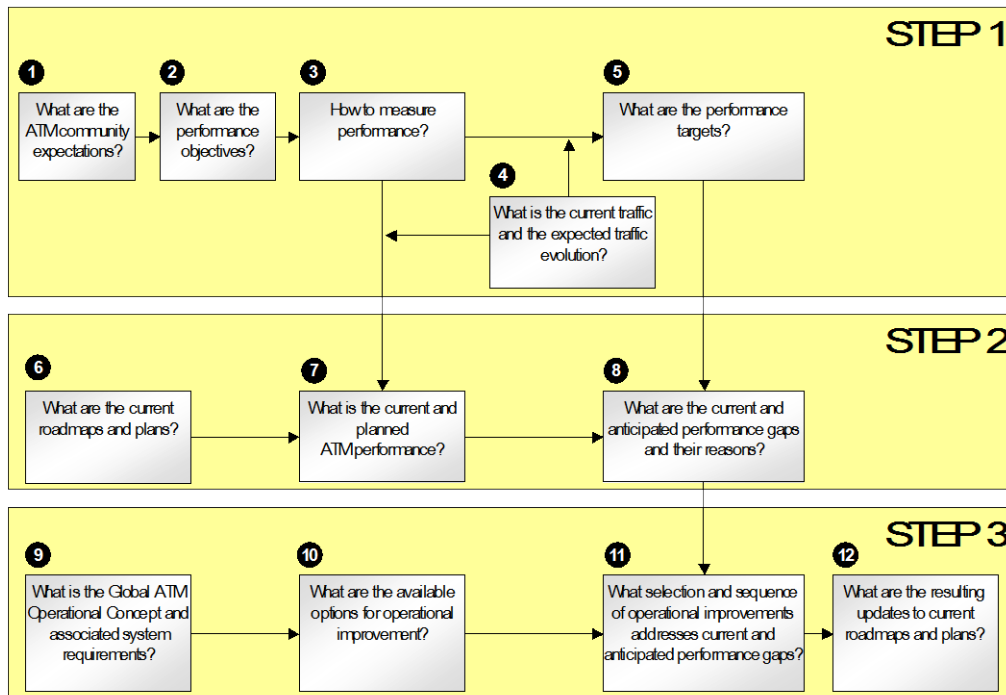 STEP 1
1
What are the
ATM community
expectations?
2
What are the
performance
objectives?
3
How to measure
performance?
5
What are the performance
targets?
4
What is the current traffic
and the expected traffic
evolution?
STEP 2
6
What are the current
roadmaps and plans?
7
What is the current and
planned
ATM performance?
8
What are the current and
anticipated performance gaps
and their reasons?
STEP 3
9
What is the Global ATM
Operational Concept and
associated system
requirements?
10
What are the available
options for operational
improvement?
11
What selection and sequence
of operational improvements
addresses current and
anticipated performance gaps?
12
What are the resulting
updates to current
roadmaps and plans?